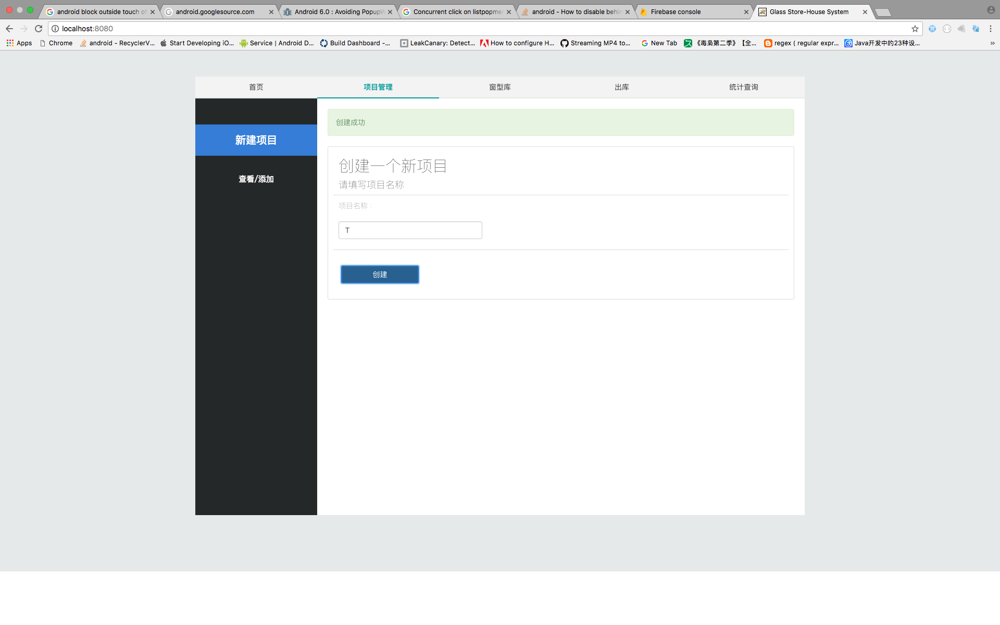 android block outside touch of
android.googlesource.com
Android 6.0 : Avoiding PopupW
Concurrent click on listpopme
android - How to disable behin
Firebase console
Glass Store-House System
localhost:8080
Apps
Chrome
android - RecyclerV...
Start Developing iO...
Service | Android D...
Build Dashboard -...
LeakCanary: Detect...
How to configure H...
Streaming MP4 to...
New Tab
《毒枭第二季》【全...
regex ( regular expr...
Java开发中的23种设...
»
首页
项目管理
窗型库
出库
统计查询
新建项目
查看/添加
创建成功
创建一个新项目
请填写项目名称
项目名称 :
T
创建